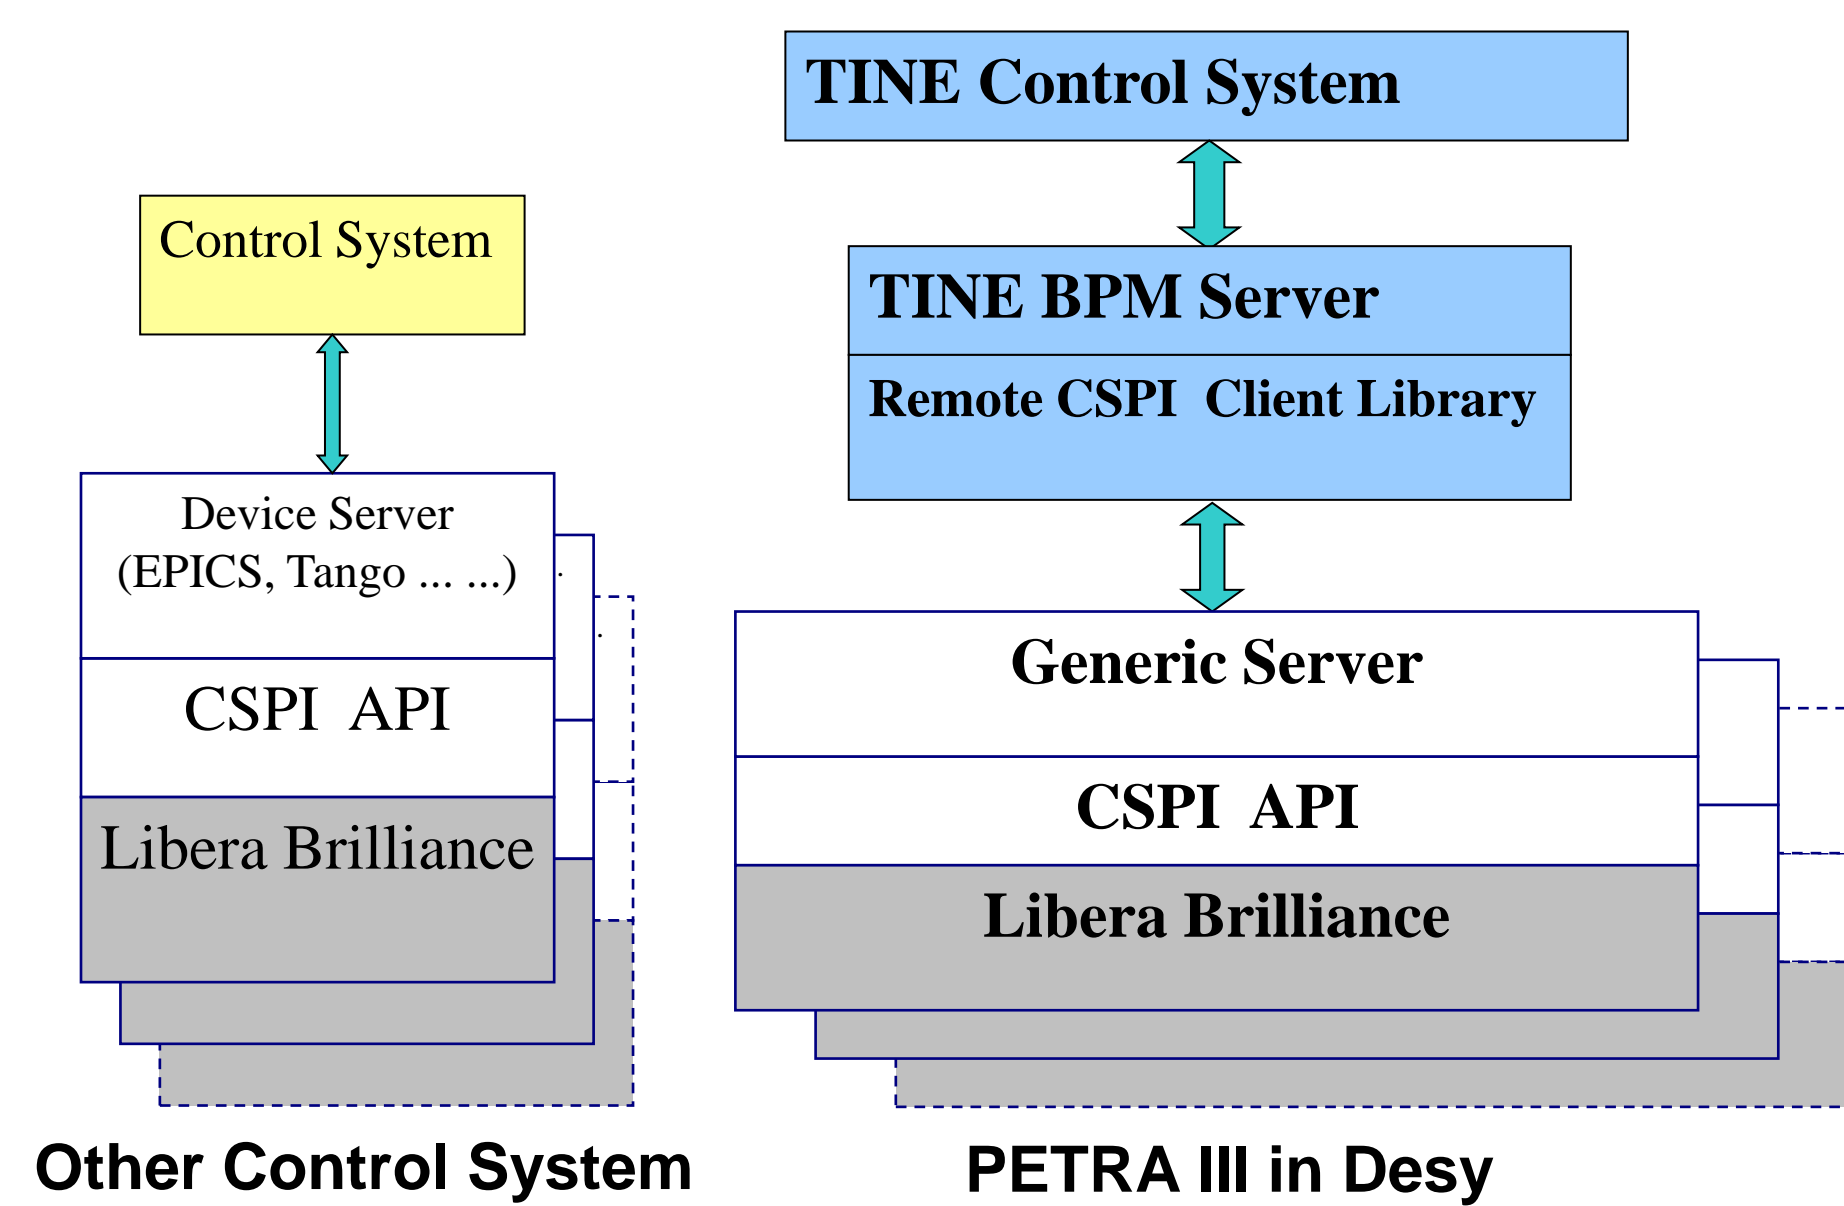 TINE Control System
Control System
TINE BPM Server
Remote CSPI  Client Library
Device Server
(EPICS, Tango ... ...)
.
.
CSPI  API
Libera Brilliance
Generic Server
CSPI  API
Libera Brilliance
Other Control System
PETRA III in Desy